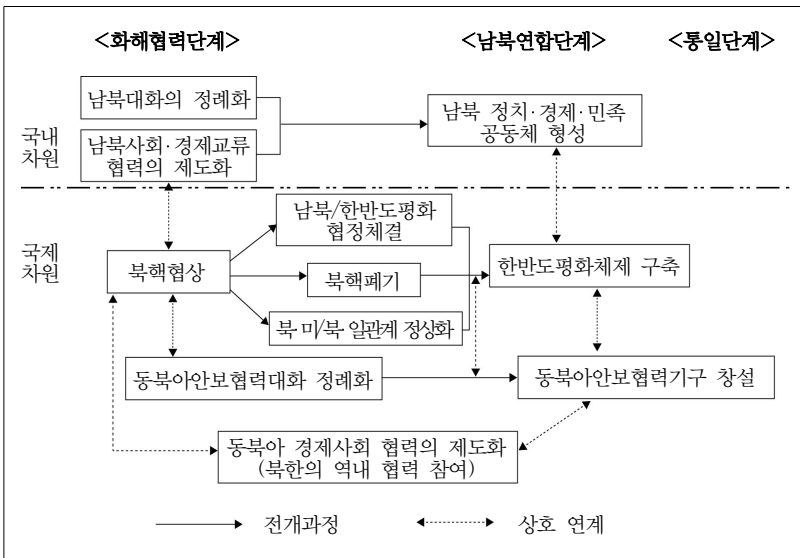 <화해협력단계> <남북연합단계> <통일단계>
남북대화의 정례화
남북 정치·경제·민족
공동체 형성
국내
차원
남북사회·경제교류
협력의 제도화
남북/한반도평화
협정체결
국제
차원
북핵협상
북핵폐기
한반도평화체제 구축
북·미/북·일관계 정상화
동북아안보협력대화 정례화
동북아안보협력기구 창설
동북아 경제사회 협력의 제도화
(북한의 역내 협력 참여)
전개과정
상호 연계